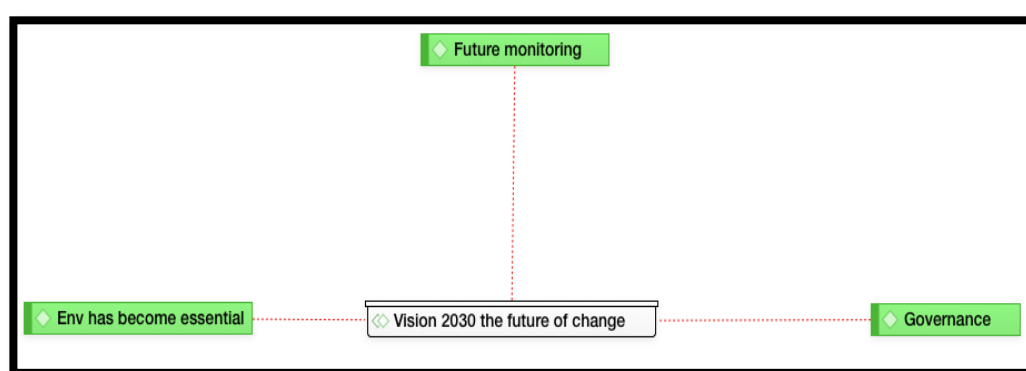 Future monitoring
Env has become essential
Vision 2030 the future of change
Governance